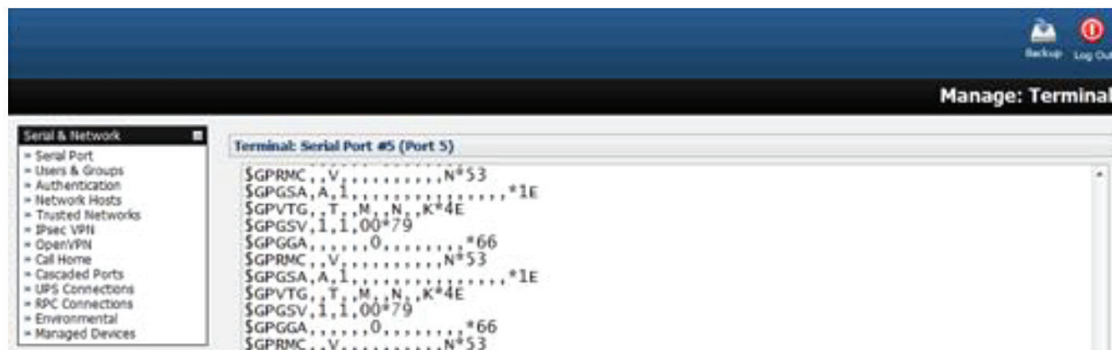 Backup Log Out
Manage: Terminal
Serial & Network
» Serial Port
» Users & Groups
» Authentication
» Network Hosts
» Trusted Networks
» IPsec VPN
» OpenVPN
» Call Home
» Cascaded Ports
» UPS Connections
» RPC Connections
» Environmental
» Managed Devices
Terminal: Serial Port #5 (Port 5)
$GPRMC,,V,,,,,,,,,,N*53
$GPGSA,A,1,,,,,,,,,,,,,,,*1E
$GPVTG,,T,,M,,N,,K*4E
$GPGSV,1,1,00*79
$GPGGA,,,,,,0,,,,,,,,*66
$GPRMC,,V,,,,,,,,,,N*53
$GPGSA,A,1,,,,,,,,,,,,,,,*1E
$GPVTG,,T,,M,,N,,K*4E
$GPGSV,1,1,00*79
$GPGGA,,,,,,0,,,,,,,,*66
$GPRMC,,V,,,,,,,,,,N*53